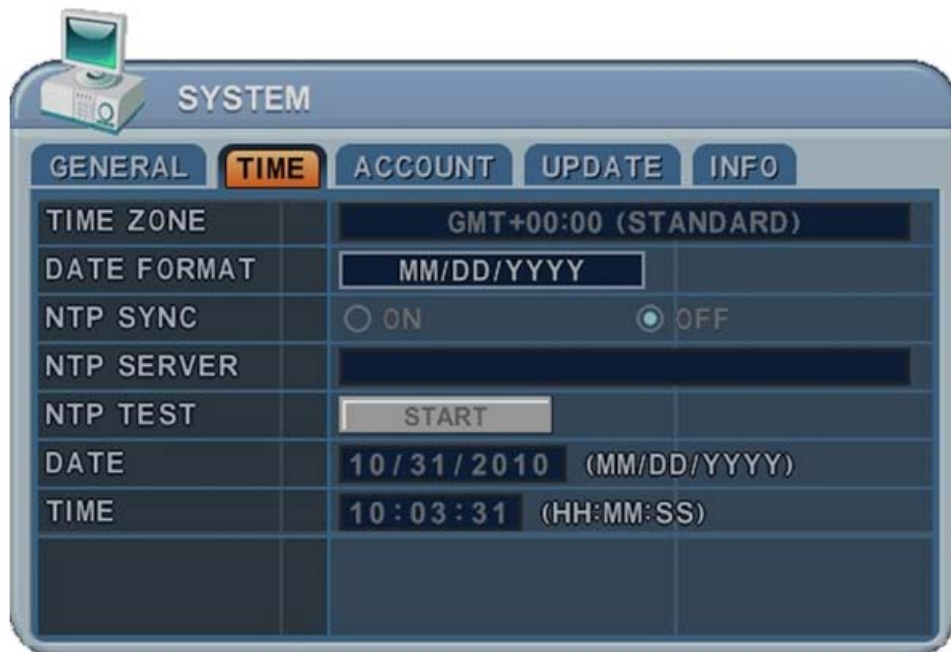 SYSTEM
GENERAL TIME ACCOUNT UPDATE INFO
TIME ZONE GMT+00:00 (STANDARD)
DATE FORMAT MM/DD/YYYY
NTP SYNC ON OFF
NTP SERVER
NTP TEST START
DATE 10/31/2010 (MM/DD/YYYY)
TIME 10:03:31 (HH:MM:SS)